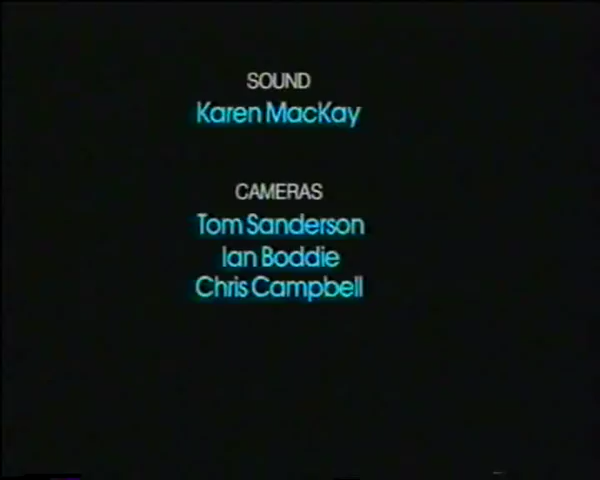 SOUND
Karen MacKay
CAMERAS
Tom Sanderson
Ian Boddie
Chris Campbell